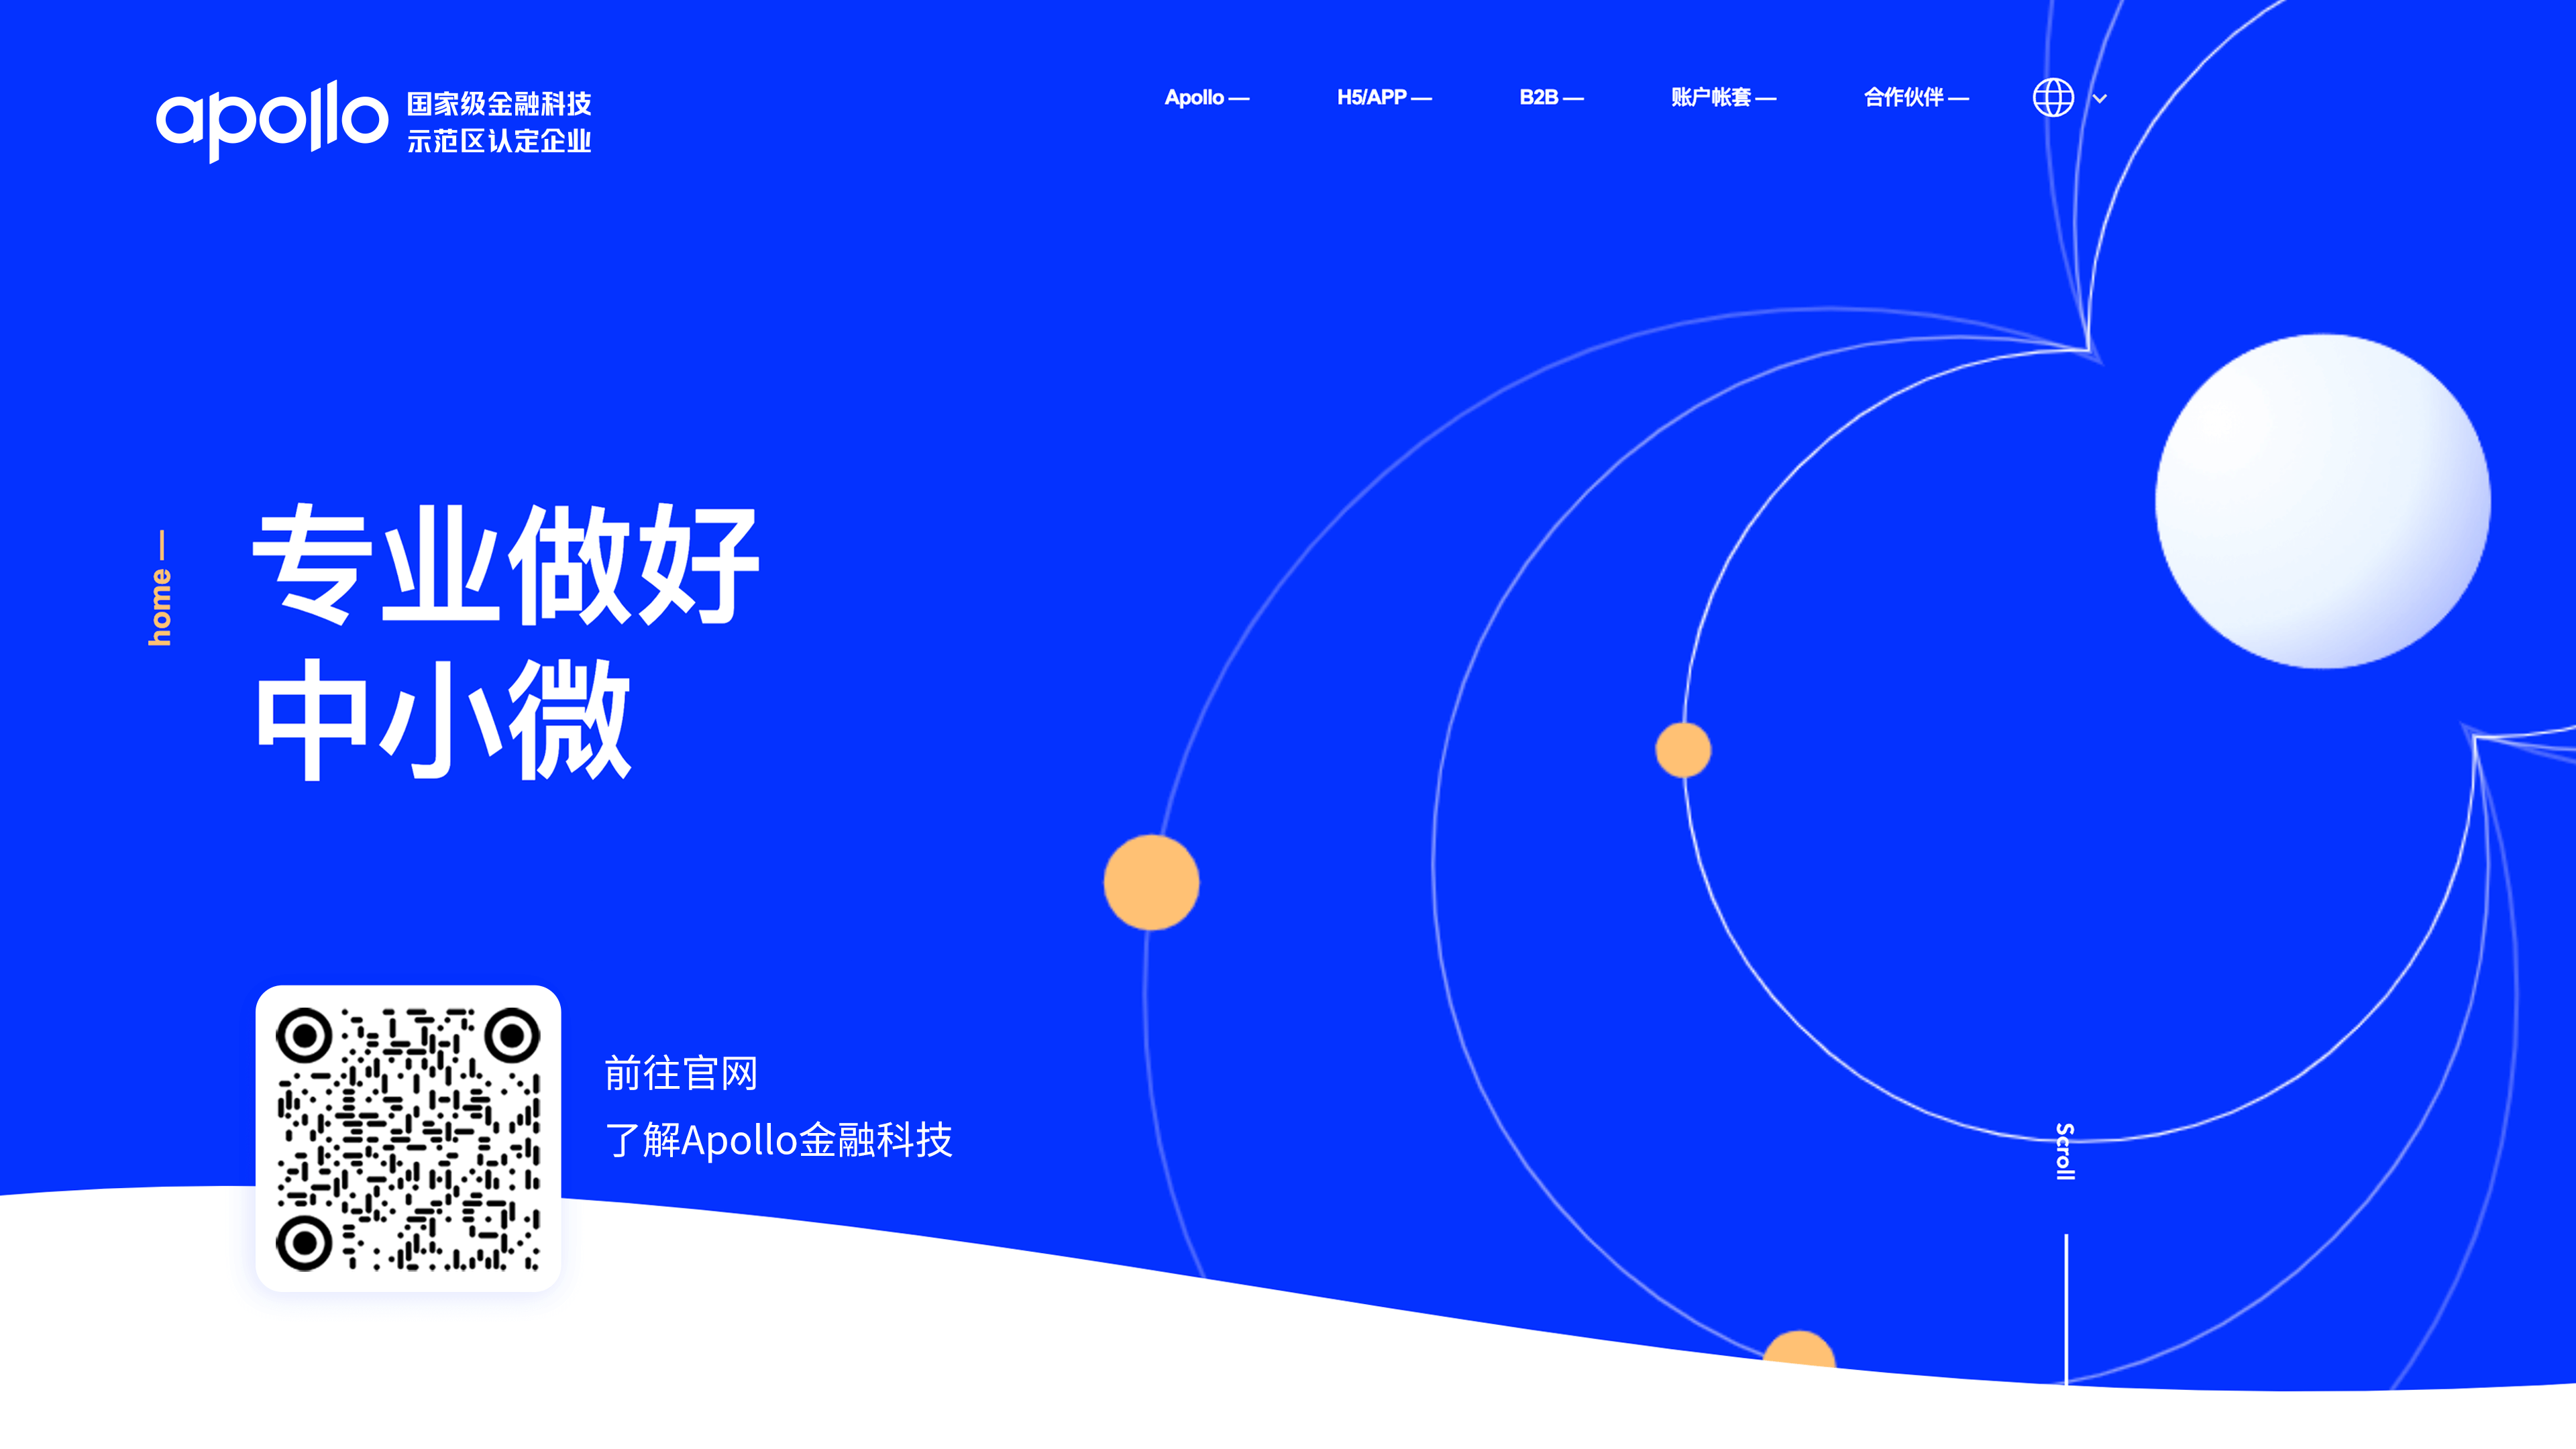 apollo
国家级金融科技
示范区认定企业
Apollo —
H5/APP —
B2B —
账户帐套 —
合作伙伴 —
home —
专业做好
中小微
前往官网
了解Apollo金融科技
Scroll